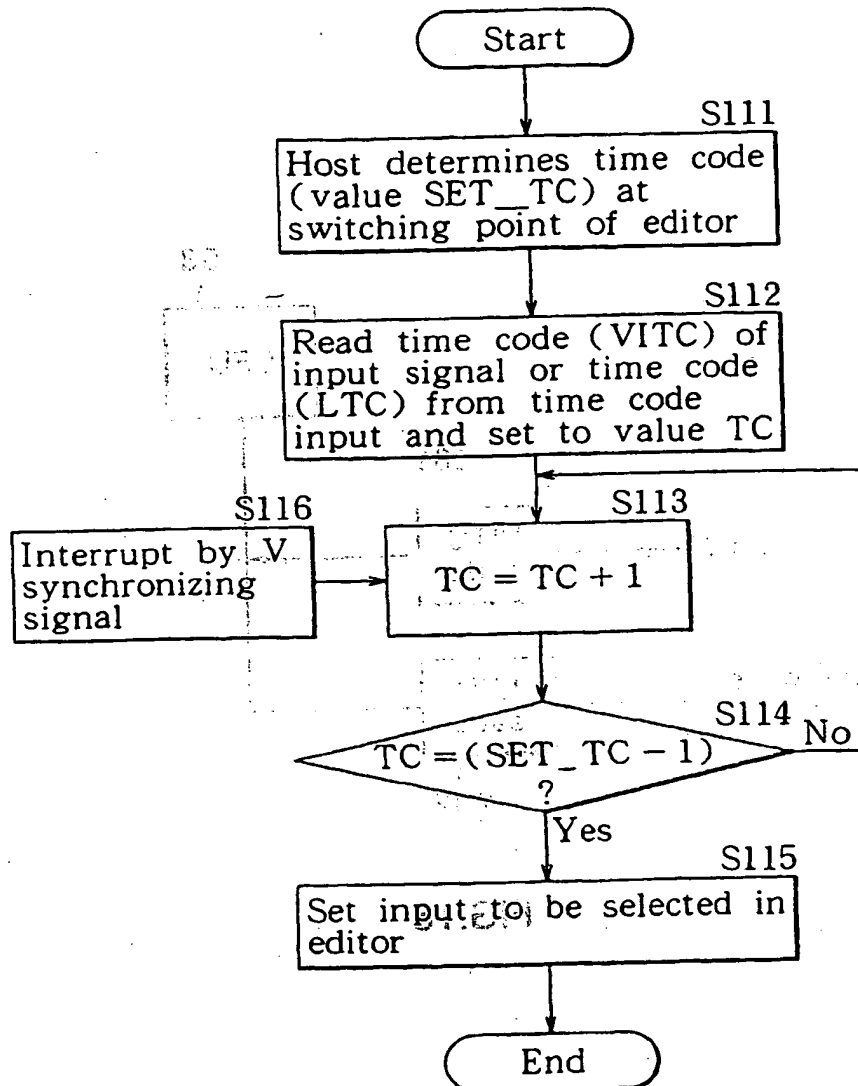 Start
S111
Host determines time code
(value SET__TC) at
switching point of editor
S112
Read time code (VITC) of
input signal or time code
(LTC) from time code
input and set to value TC
S116
Interrupt by V
synchronizing
signal
S113
TC = TC + 1
S114
TC = (SET_TC − 1)
?
No
Yes
S115
Set input to be selected in
editor
End